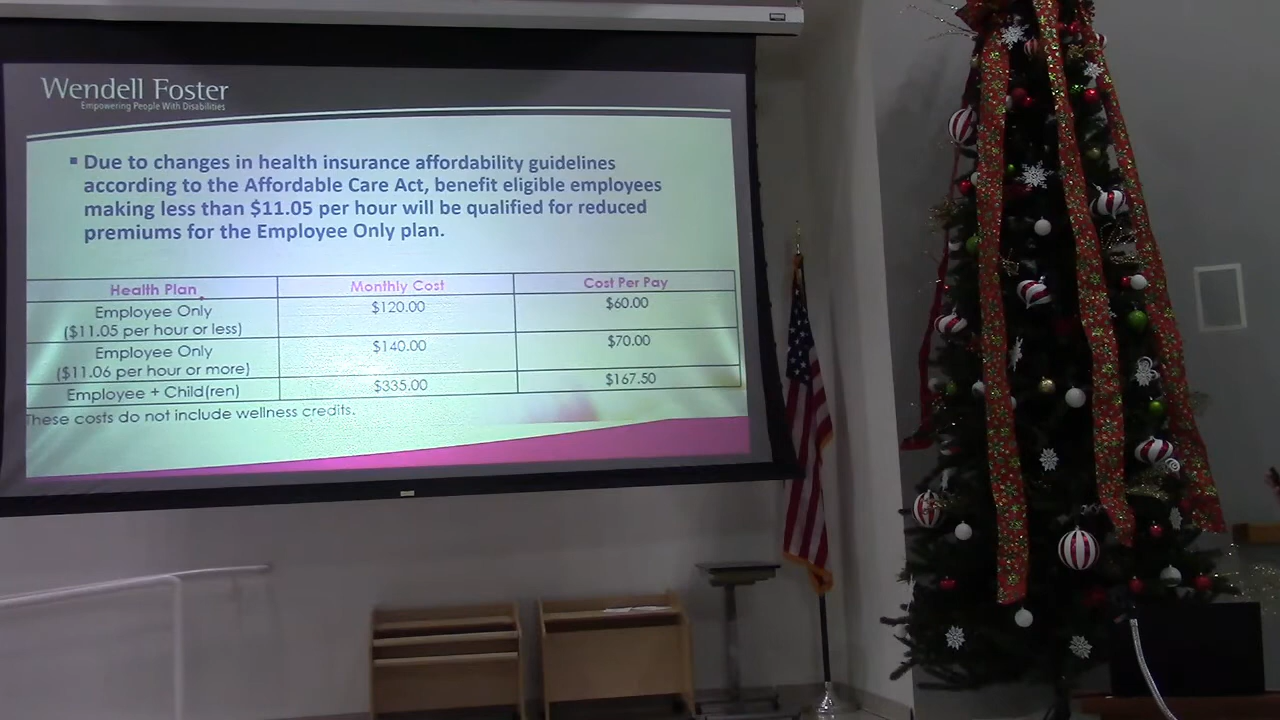 Wendell Foster
Empowering People With Disabilities
▪ Due to changes in health insurance affordability guidelines
according to the Affordable Care Act, benefit eligible employees
making less than $11.05 per hour will be qualified for reduced
premiums for the Employee Only plan.
Health Plan Monthly Cost Cost Per Pay
Employee Only $120.00 $60.00
($11.05 per hour or less)
Employee Only $140.00 $70.00
($11.06 per hour or more)
Employee + Child(ren) $335.00 $167.50
These costs do not include wellness credits.